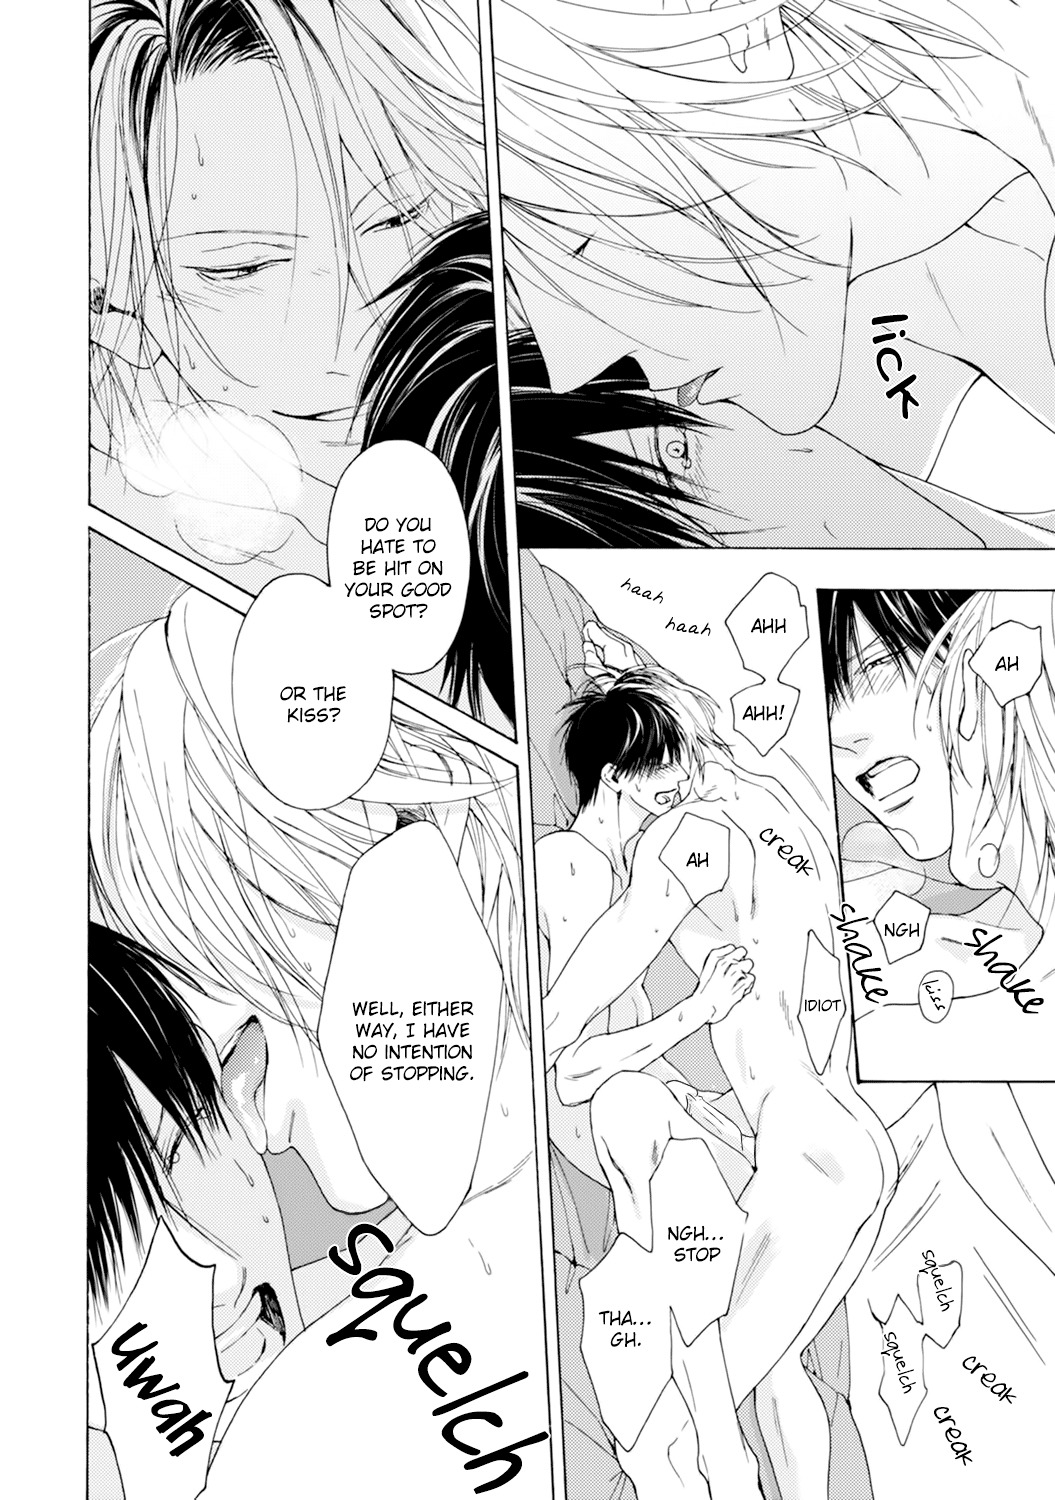 lick
AH
NGH
kiss
shake
shake
haah
haah
AHH
AHH!
AH
creak
IDIOT
NGH...
STOP
THA...
GH.
squelch
squelch
creak
creak
DO YOU
HATE TO
BE HIT ON
YOUR GOOD
SPOT?
OR THE
KISS?
WELL, EITHER
WAY, I HAVE
NO INTENTION
OF STOPPING.
squelch
uwah